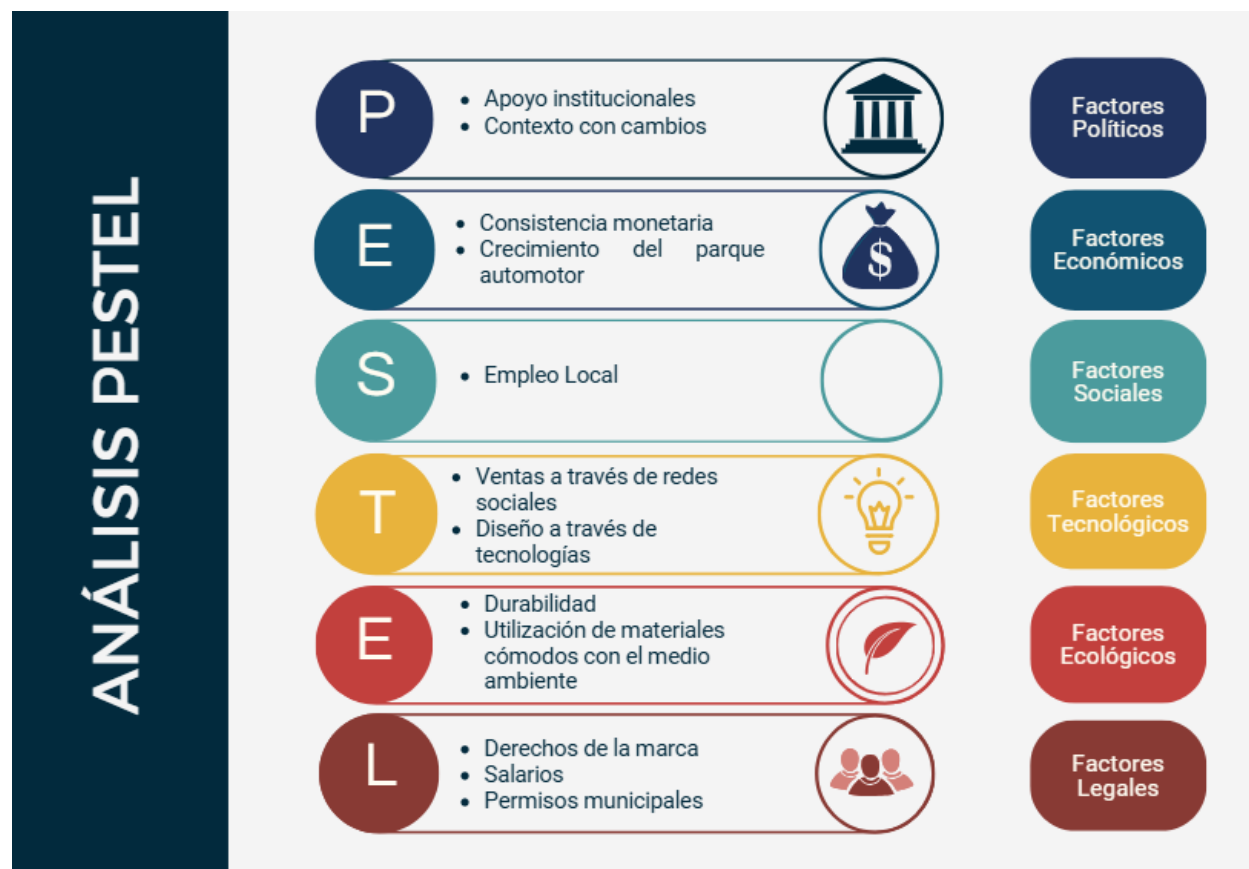 ANÁLISIS PESTEL
P
• Apoyo institucionales
• Contexto con cambios
Factores
Políticos
E
• Consistencia monetaria
• Crecimiento del parque
automotor
$
Factores
Económicos
S
• Empleo Local
Factores
Sociales
T
• Ventas a través de redes
sociales
• Diseño a través de
tecnologías
Factores
Tecnológicos
E
• Durabilidad
• Utilización de materiales
cómodos con el medio
ambiente
Factores
Ecológicos
L
• Derechos de la marca
• Salarios
• Permisos municipales
Factores
Legales